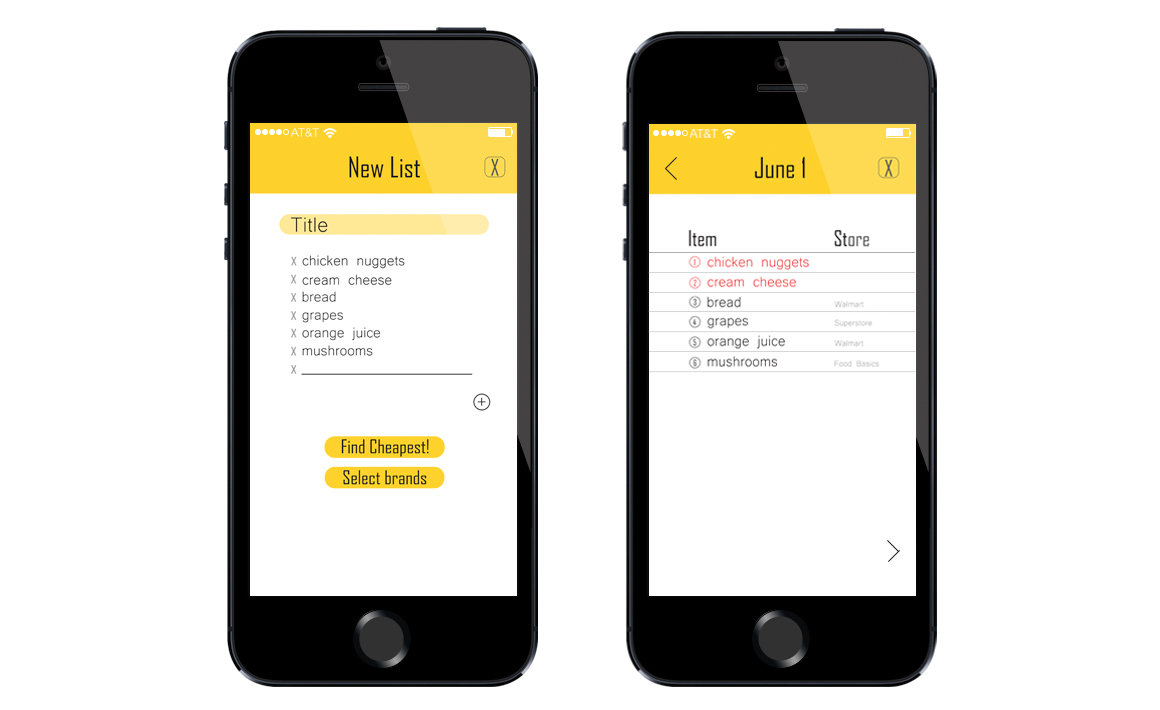 AT&T
New List
X
Title
X chicken nuggets
X cream cheese
X bread
X grapes
X orange juice
X mushrooms
X
Find Cheapest!
Select brands
AT&T
June 1
X
Item Store
1 chicken nuggets
2 cream cheese
3 bread Walmart
4 grapes Superstore
5 orange juice Walmart
6 mushrooms Food Basics